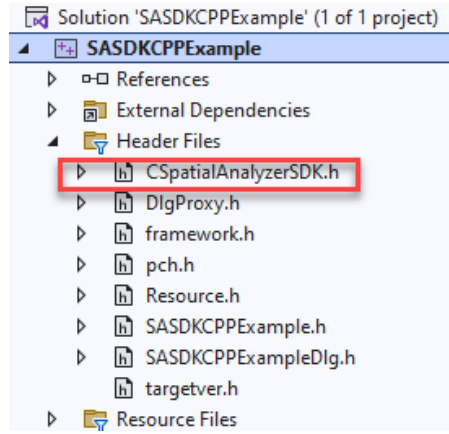 Solution 'SASDKCPPExample' (1 of 1 project)
SASDKCPPExample
References
External Dependencies
Header Files
CSpatialAnalyzerSDK.h
DlgProxy.h
framework.h
pch.h
Resource.h
SASDKCPPExample.h
SASDKCPPExampleDlg.h
targetver.h
Resource Files